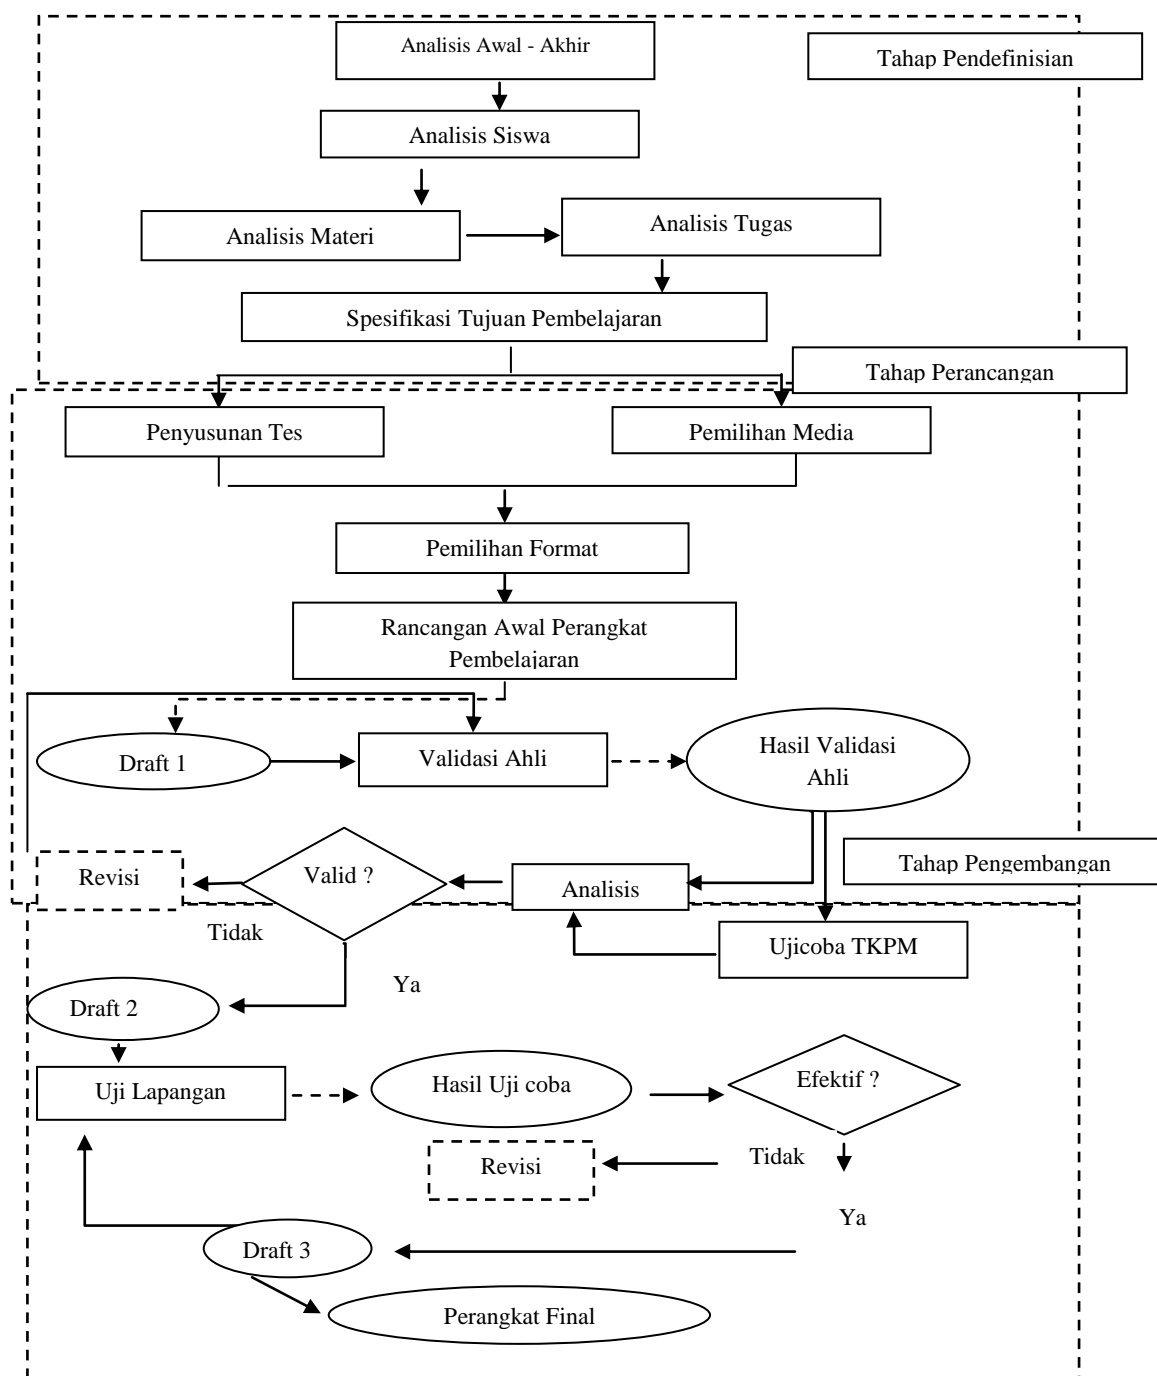 Analisis Awal - Akhir
Tahap Pendefinisian
Analisis Siswa
Analisis Materi
Analisis Tugas
Spesifikasi Tujuan Pembelajaran
Tahap Perancangan
Penyusunan Tes
Pemilihan Media
Pemilihan Format
Rancangan Awal Perangkat
Pembelajaran
Draft 1
Validasi Ahli
Hasil Validasi
Ahli
Tahap Pengembangan
Revisi
Valid ?
Analisis
Tidak
Ujicoba TKPM
Ya
Draft 2
Uji Lapangan
Hasil Uji coba
Efektif ?
Revisi
Tidak
Ya
Draft 3
Perangkat Final